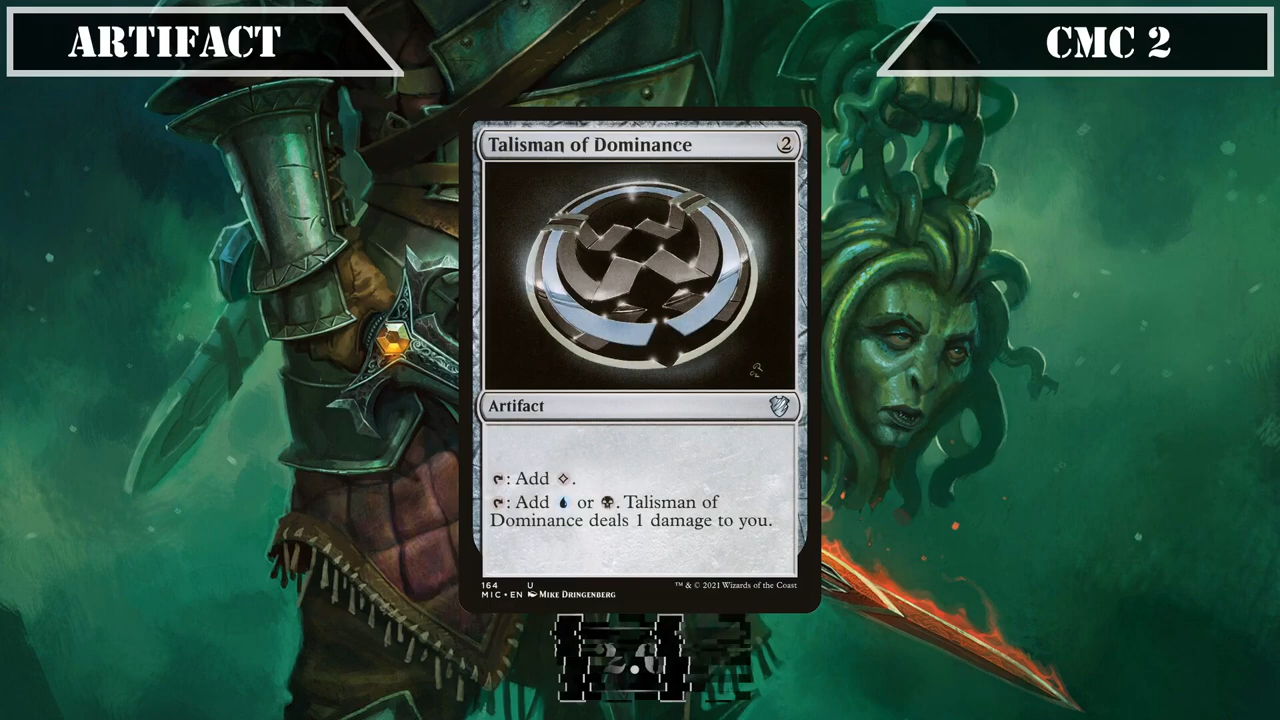 ARTIFACT
CMC 2
Talisman of Dominance 2
Artifact
: Add .
: Add or . Talisman of
Dominance deals 1 damage to you.
164 U
MIC • EN Mike Dringenberg
™ & © 2021 Wizards of the Coast